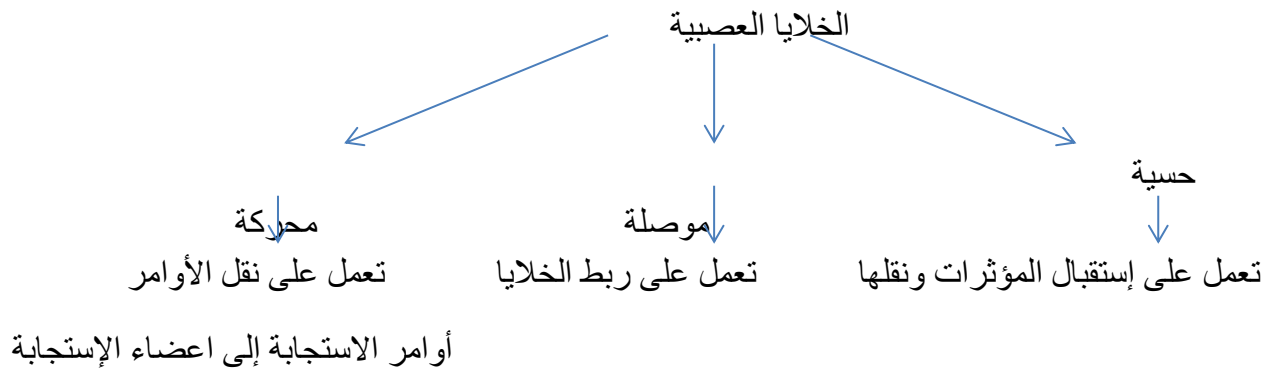 الخلايا العصبية
حسية
موصلة
محركة
تعمل على إستقبال المؤثرات ونقلها
تعمل على ربط الخلايا
تعمل على نقل الأوامر
أوامر الاستجابة إلى اعضاء الإستجابة